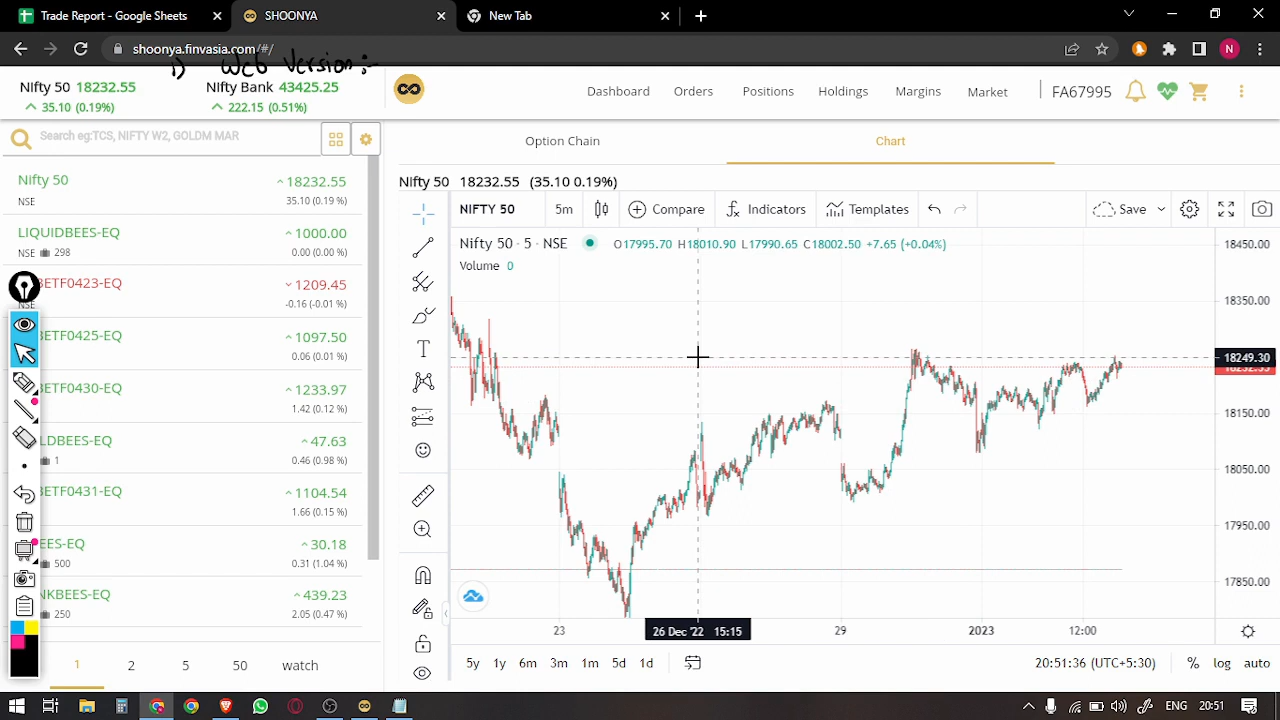 Trade Report - Google Sheets
SHOONYA
New Tab
shoonya.finvasia.com/#/
1) Web Version :-
Nifty 50 18232.55
35.10 (0.19%)
Nifty Bank 43425.25
222.15 (0.51%)
Dashboard
Orders
Positions
Holdings
Margins
Market
FA67995
Search eg:TCS, NIFTY W2, GOLDM MAR
Nifty 50
18232.55
NSE
35.10 (0.19 %)
LIQUIDBEES-EQ
1000.00
NSE 298
0.00 (0.00 %)
BETF0423-EQ
1209.45
NSE
-0.16 (-0.01 %)
BETF0425-EQ
1097.50
0.06 (0.01 %)
BETF0430-EQ
1233.97
1.42 (0.12 %)
LDBEES-EQ
47.63
1
0.46 (0.98 %)
BETF0431-EQ
1104.54
1.66 (0.15 %)
EES-EQ
30.18
500
0.31 (1.04 %)
NKBEES-EQ
439.23
250
2.05 (0.47 %)
1
2
5
50
watch
Option Chain
Chart
Nifty 50 18232.55 (35.10 0.19%)
NIFTY 50
5m
Compare
Indicators
Templates
Save
Nifty 50 · 5 · NSE
O17995.70 H18010.90 L17990.65 C18002.50 +7.65 (+0.04%)
Volume 0
18450.00
18350.00
18249.30
18150.00
18050.00
17950.00
17850.00
23
26 Dec '22 15:15
29
2023
12:00
5y
1y
6m
3m
1m
5d
1d
20:51:36 (UTC+5:30)
%
log
auto
ENG
20:51